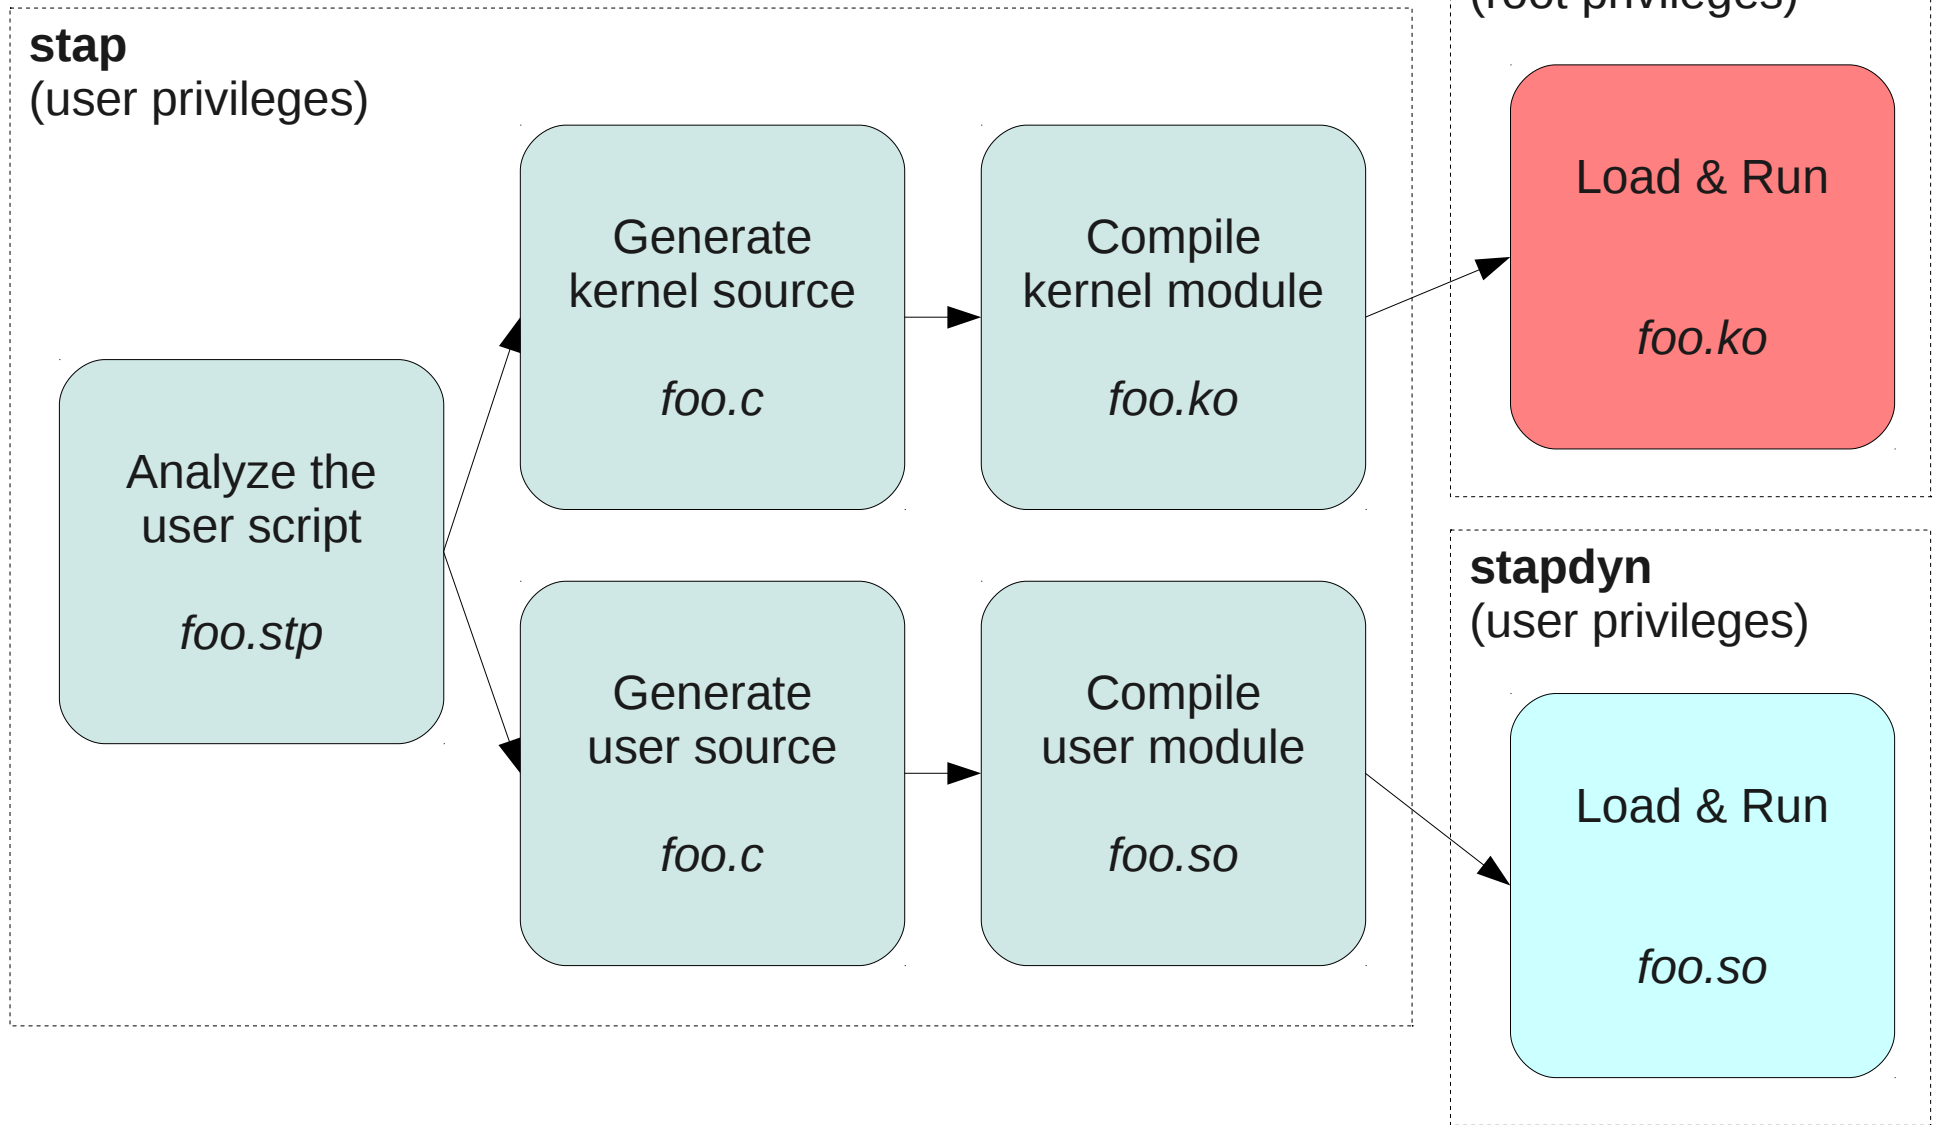 stap
(user privileges)
Analyze the
user script
foo.stp
Generate
kernel source
foo.c
Compile
kernel module
foo.ko
Generate
user source
foo.c
Compile
user module
foo.so
(root privileges)
Load & Run
foo.ko
stapdyn
(user privileges)
Load & Run
foo.so